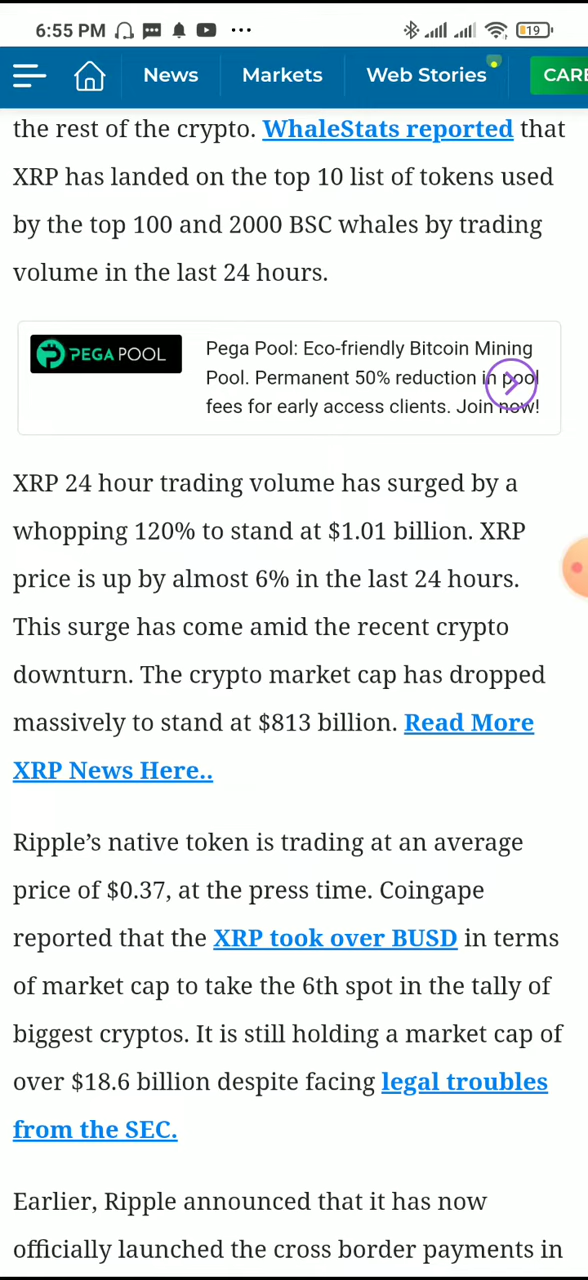 6:55 PM
19
News
Markets
Web Stories
CARE
the rest of the crypto. WhaleStats reported that
XRP has landed on the top 10 list of tokens used
by the top 100 and 2000 BSC whales by trading
volume in the last 24 hours.
PEGA POOL
Pega Pool: Eco-friendly Bitcoin Mining
Pool. Permanent 50% reduction in pool
fees for early access clients. Join now!
XRP 24 hour trading volume has surged by a
whopping 120% to stand at $1.01 billion. XRP
price is up by almost 6% in the last 24 hours.
This surge has come amid the recent crypto
downturn. The crypto market cap has dropped
massively to stand at $813 billion. Read More
XRP News Here..
Ripple’s native token is trading at an average
price of $0.37, at the press time. Coingape
reported that the XRP took over BUSD in terms
of market cap to take the 6th spot in the tally of
biggest cryptos. It is still holding a market cap of
over $18.6 billion despite facing legal troubles
from the SEC.
Earlier, Ripple announced that it has now
officially launched the cross border payments in